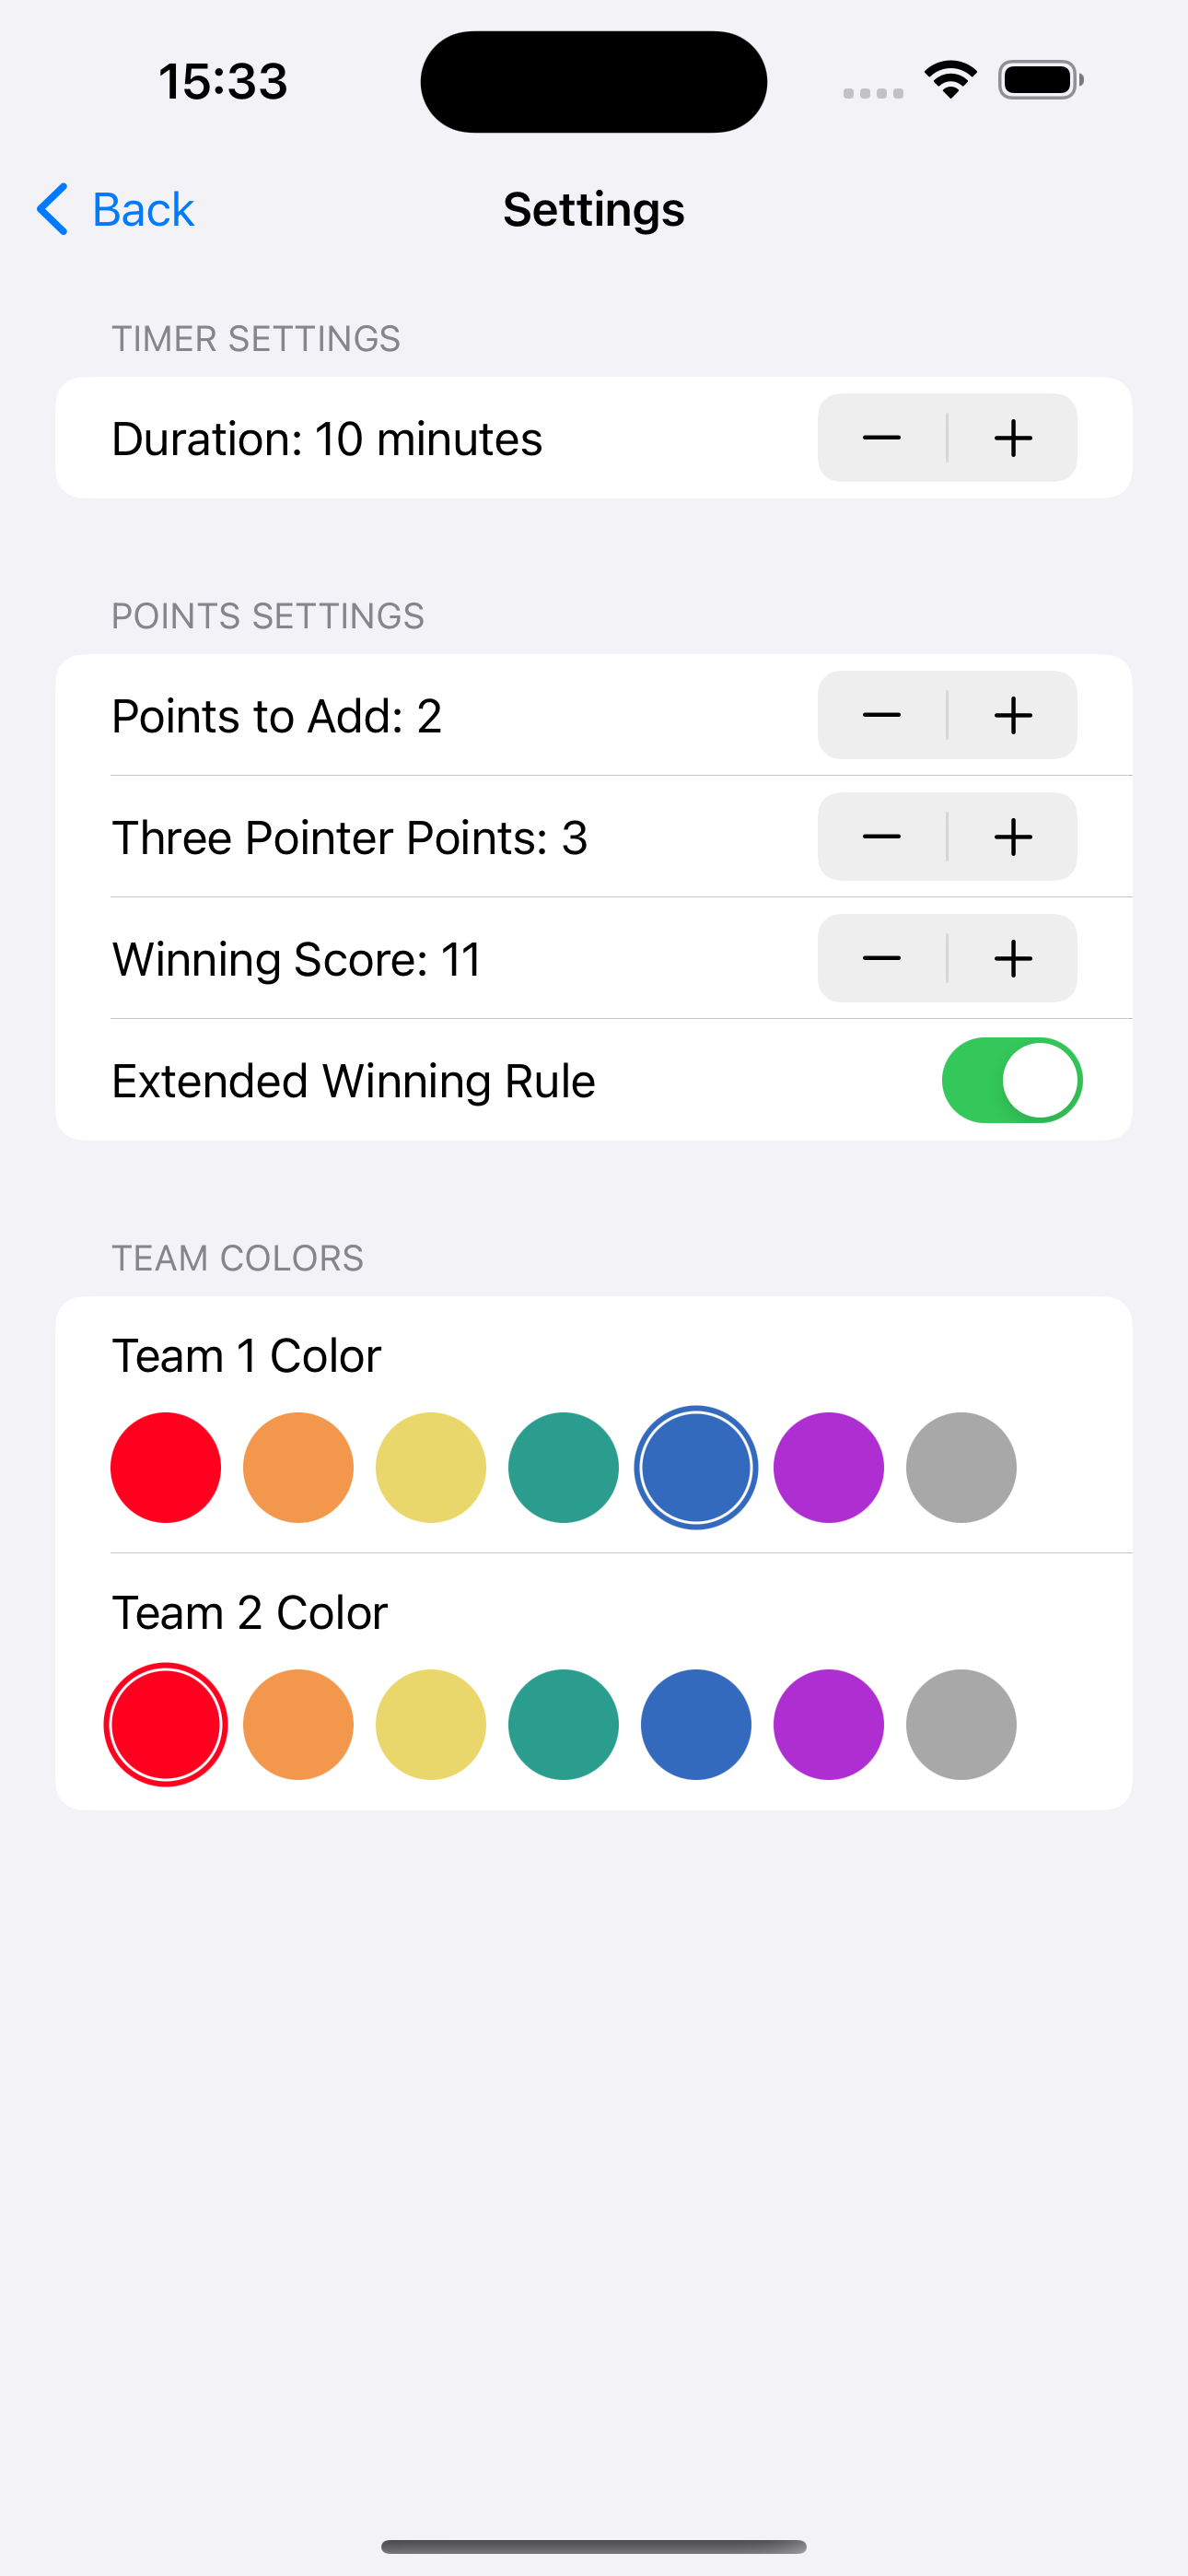 15:33
Back
Settings
TIMER SETTINGS
Duration: 10 minutes
POINTS SETTINGS
Points to Add: 2
Three Pointer Points: 3
Winning Score: 11
Extended Winning Rule
TEAM COLORS
Team 1 Color
Team 2 Color